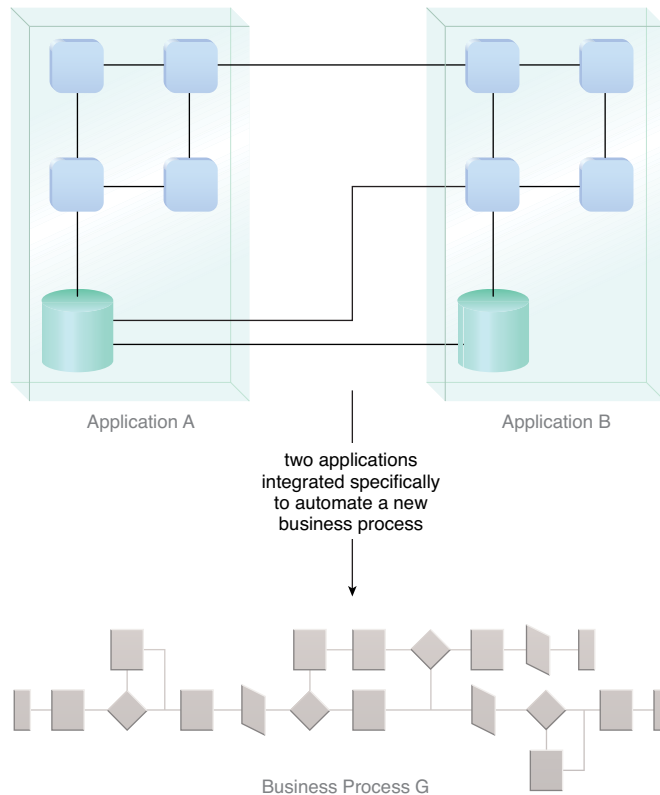 Application A
Application B
two applications
integrated specifically
to automate a new
business process
Business Process G